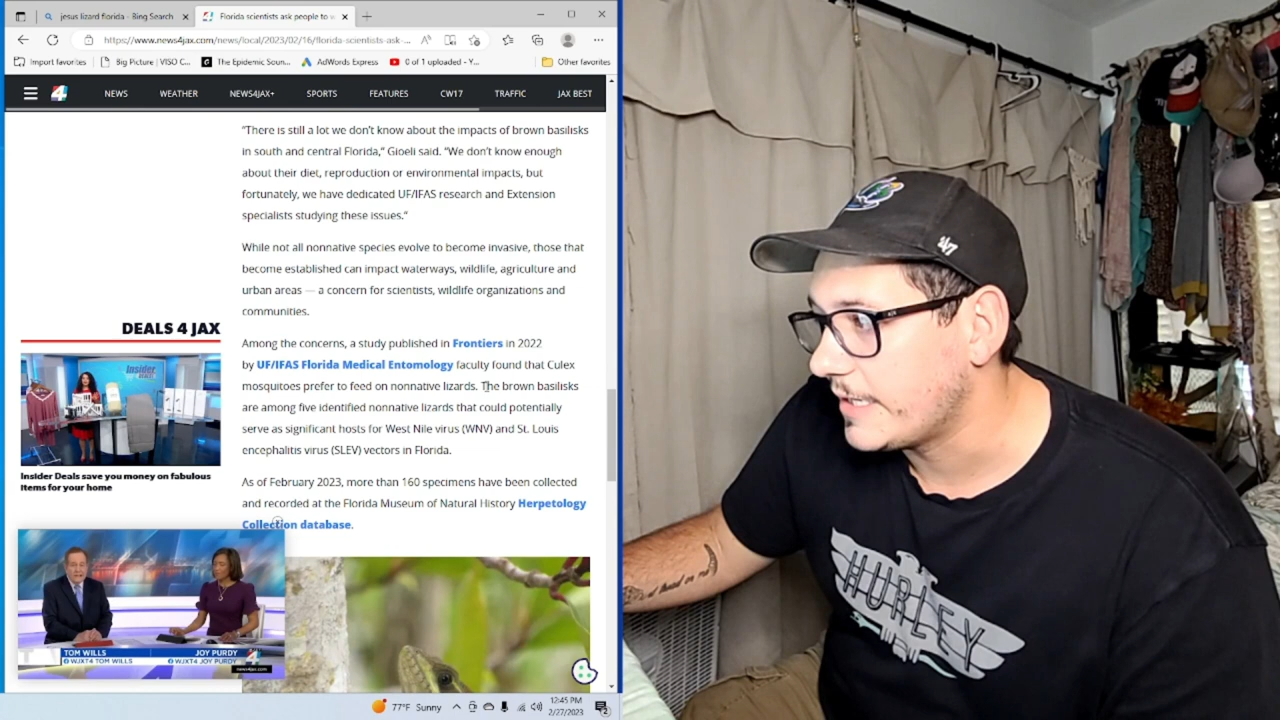 jesus lizard florida - Bing Search
Florida scientists ask people to w
https://www.news4jax.com/news/local/2023/02/16/florida-scientists-ask-...
Import favorites
Big Picture | VISO C...
The Epidemic Soun...
AdWords Express
0 of 1 uploaded - Y...
Other favorites
4
NEWS
WEATHER
NEWS4JAX+
SPORTS
FEATURES
CW17
TRAFFIC
JAX BEST
"There is still a lot we don't know about the impacts of brown basilisks
in south and central Florida," Gioeli said. "We don't know enough
about their diet, reproduction or environmental impacts, but
fortunately, we have dedicated UF/IFAS research and Extension
specialists studying these issues."
While not all nonnative species evolve to become invasive, those that
become established can impact waterways, wildlife, agriculture and
urban areas — a concern for scientists, wildlife organizations and
communities.
Among the concerns, a study published in Frontiers in 2022
by UF/IFAS Florida Medical Entomology faculty found that Culex
mosquitoes prefer to feed on nonnative lizards. The brown basilisks
are among five identified nonnative lizards that could potentially
serve as significant hosts for West Nile virus (WNV) and St. Louis
encephalitis virus (SLEV) vectors in Florida.
As of February 2023, more than 160 specimens have been collected
and recorded at the Florida Museum of Natural History Herpetology
Collection database.
DEALS 4 JAX
Insider
Insider Deals save you money on fabulous
items for your home
TOM WILLS
JOY PURDY
WJXT4 TOM WILLS
WJXT4 JOY PURDY
4
news4jax.com
77°F Sunny
12:45 PM
2/27/2023
2
47
HURLEY